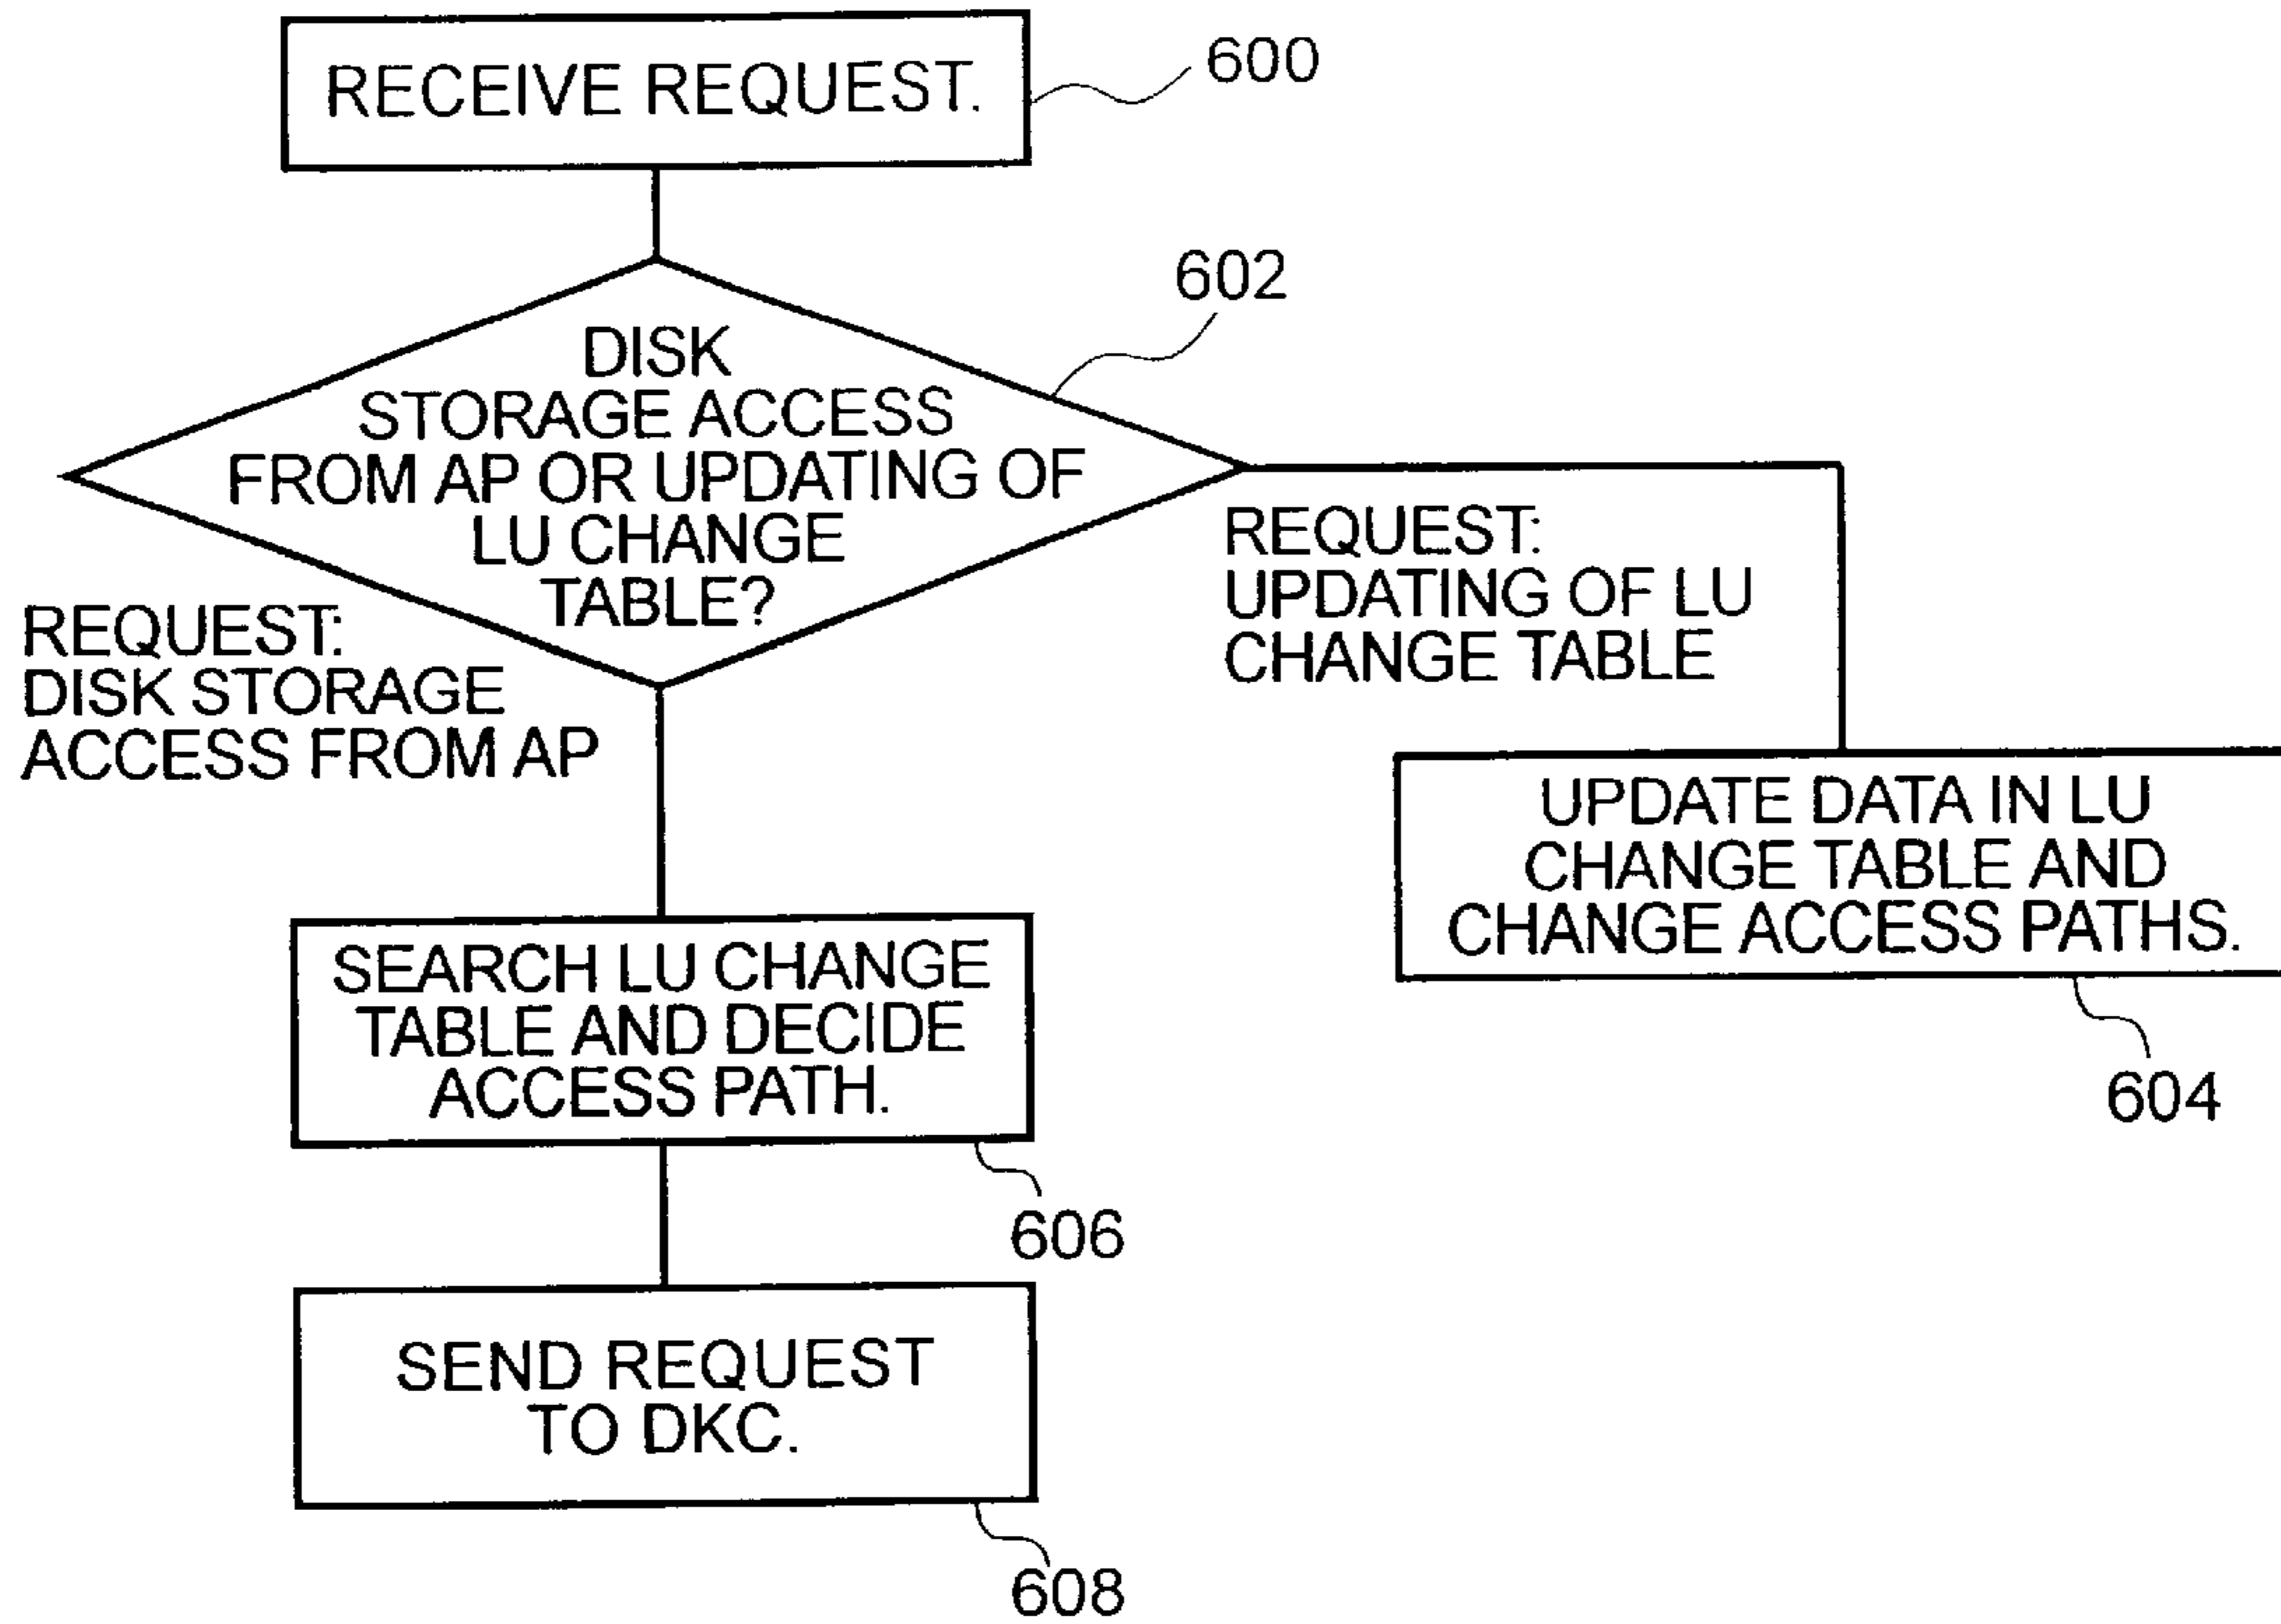 RECEIVE REQUEST.
600
602
DISK
STORAGE ACCESS
FROM AP OR UPDATING OF
LU CHANGE
TABLE?
REQUEST:
DISK STORAGE
ACCESS FROM AP
REQUEST:
UPDATING OF LU
CHANGE TABLE
UPDATE DATA IN LU
CHANGE TABLE AND
CHANGE ACCESS PATHS.
604
SEARCH LU CHANGE
TABLE AND DECIDE
ACCESS PATH.
606
SEND REQUEST
TO DKC.
608